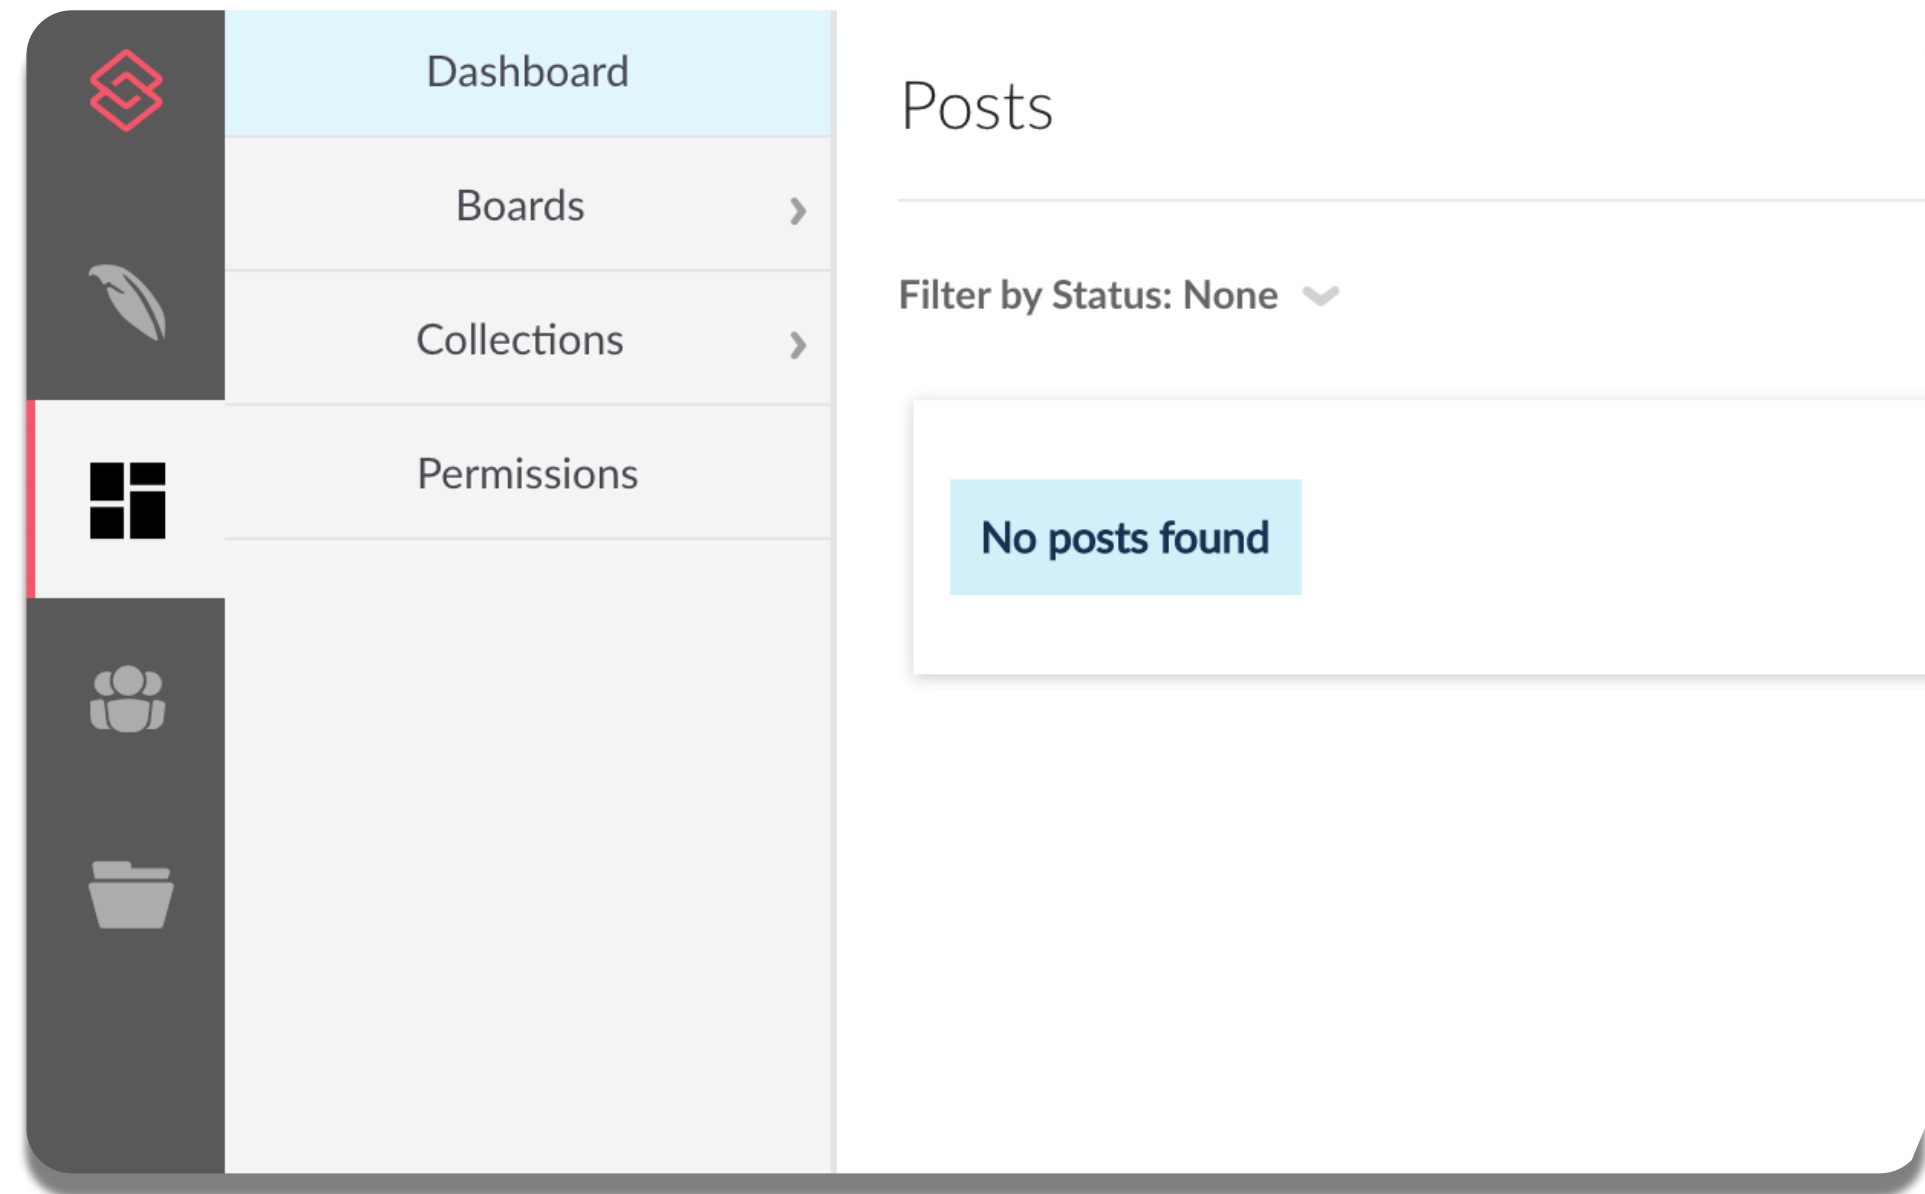 Dashboard
Boards
Collections
Permissions
Posts
Filter by Status: None
No posts found